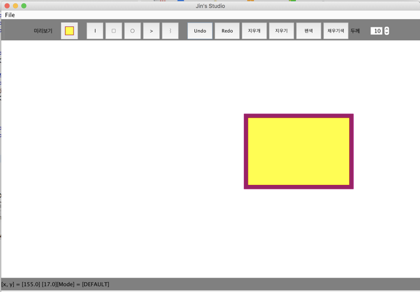 Jin's Studio
File
미리보기 I □ ○ > | Undo Redo 지우개 지우기 팬색 채우기색 두께 10
[x, y] = [155.0] [17.0][Mode] = [DEFAULT]